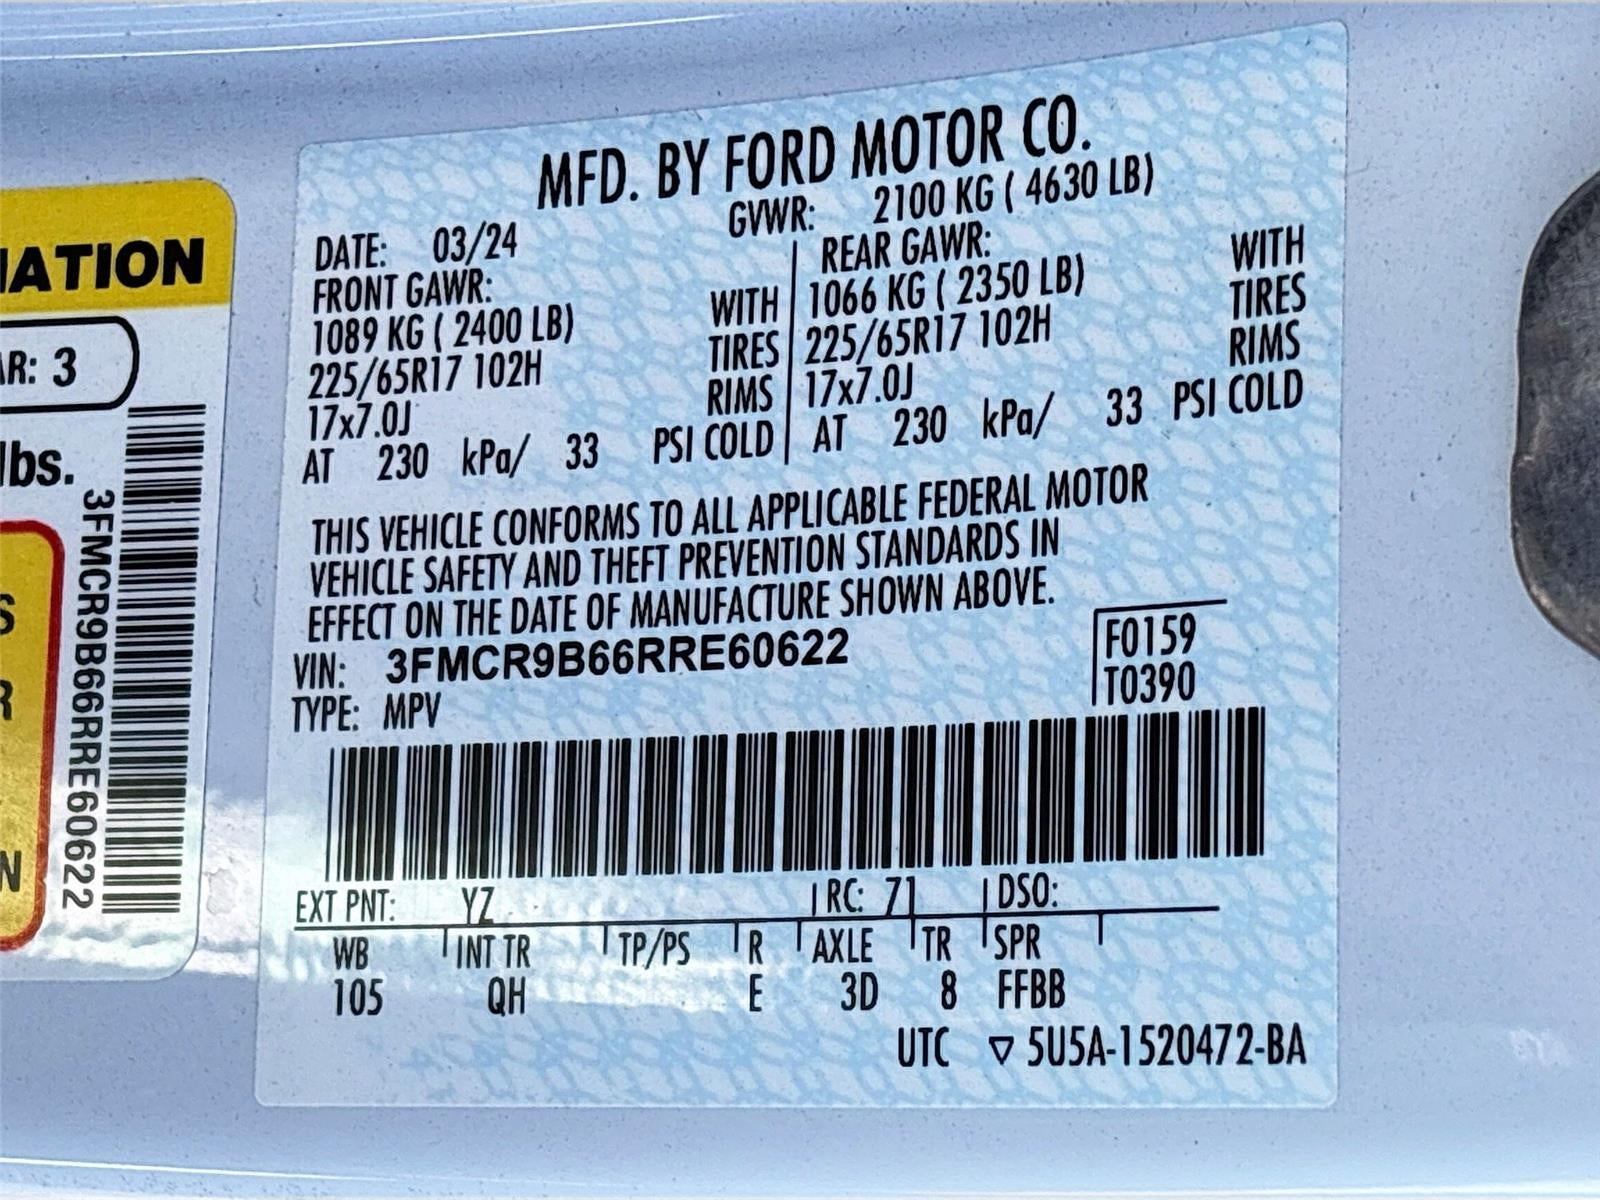 MFD. BY FORD MOTOR CO.
DATE: 03/24 GVWR: 2100 KG ( 4630 LB)
FRONT GAWR: REAR GAWR:
1089 KG ( 2400 LB) WITH 1066 KG ( 2350 LB) WITH
225/65R17 102H TIRES 225/65R17 102H TIRES
17x7.0J RIMS 17x7.0J RIMS
AT 230 kPa/ 33 PSI COLD AT 230 kPa/ 33 PSI COLD
THIS VEHICLE CONFORMS TO ALL APPLICABLE FEDERAL MOTOR
VEHICLE SAFETY AND THEFT PREVENTION STANDARDS IN
EFFECT ON THE DATE OF MANUFACTURE SHOWN ABOVE.
VIN: 3FMCR9B66RRE60622 F0159
TYPE: MPV T0390
EXT PNT: YZ RC: 71 DSO:
WB INT TR TP/PS R AXLE TR SPR
105 QH E 3D 8 FFBB
UTC ▽ 5U5A-1520472-BA
IATION
AR: 3
lbs.
3FMCR9B66RRE60622
S
R
N